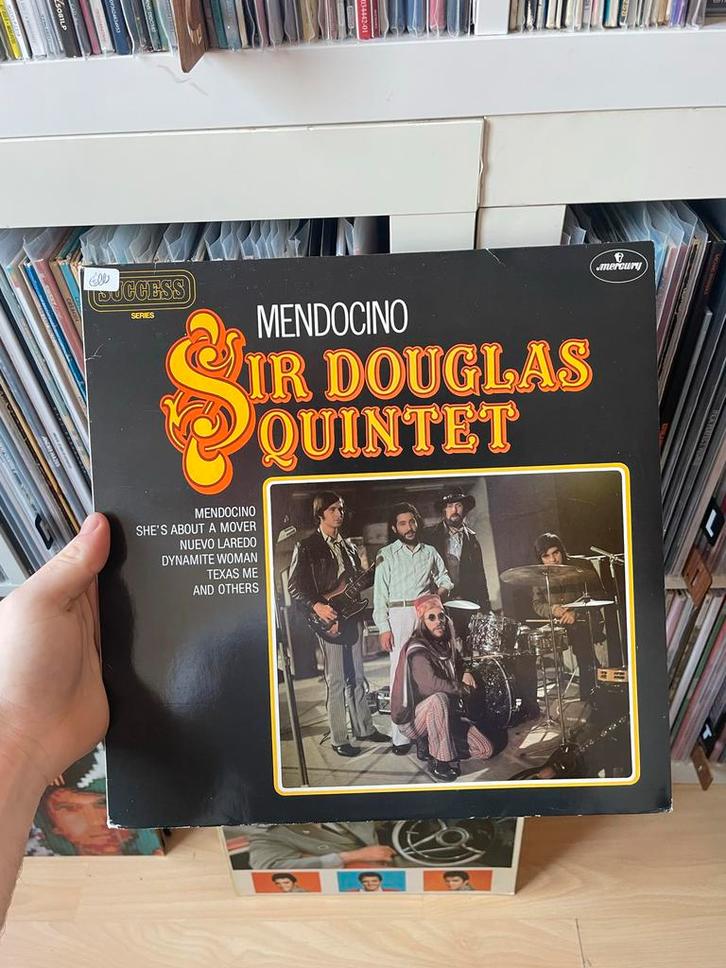 SUCCESS
SERIES
mercury
MENDOCINO
SIR DOUGLAS
QUINTET
MENDOCINO
SHE'S ABOUT A MOVER
NUEVO LAREDO
DYNAMITE WOMAN
TEXAS ME
AND OTHERS